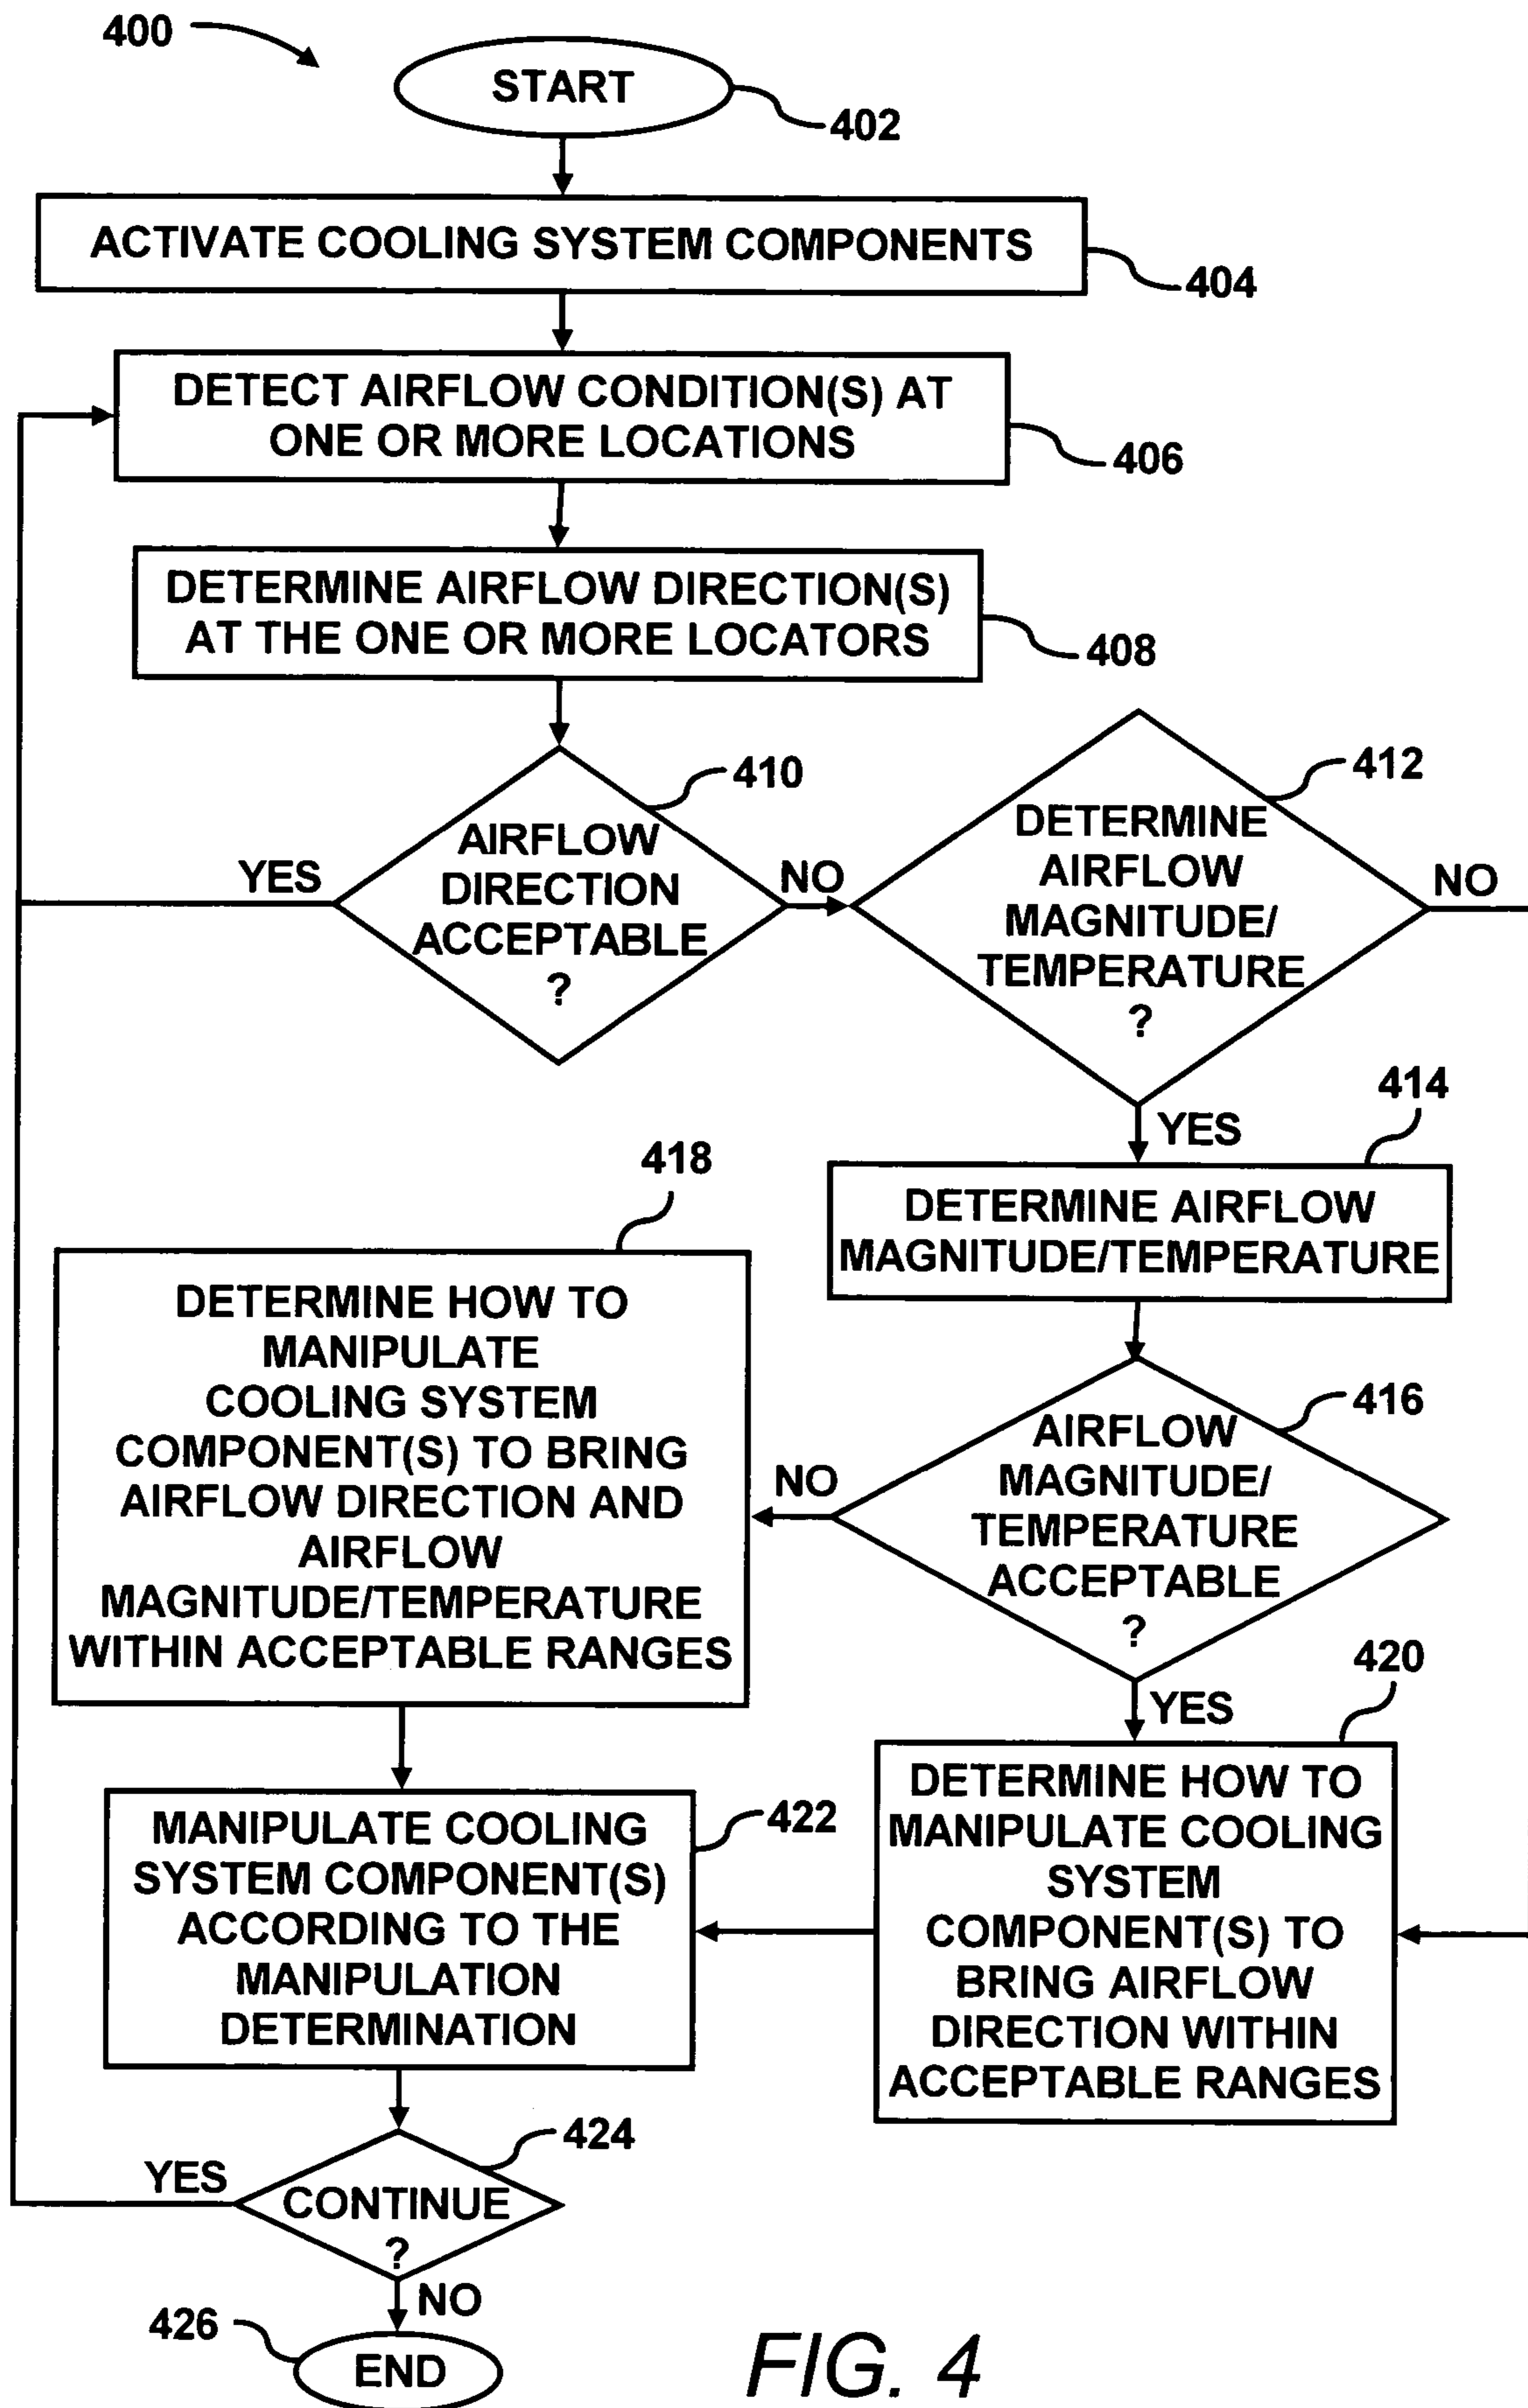 400
START
402
ACTIVATE COOLING SYSTEM COMPONENTS
404
DETECT AIRFLOW CONDITION(S) AT
ONE OR MORE LOCATIONS
406
DETERMINE AIRFLOW DIRECTION(S)
AT THE ONE OR MORE LOCATORS
408
410
AIRFLOW
DIRECTION
ACCEPTABLE
?
YES
NO
412
DETERMINE
AIRFLOW
MAGNITUDE/
TEMPERATURE
?
NO
YES
414
DETERMINE AIRFLOW
MAGNITUDE/TEMPERATURE
416
AIRFLOW
MAGNITUDE/
TEMPERATURE
ACCEPTABLE
?
NO
YES
418
DETERMINE HOW TO
MANIPULATE
COOLING SYSTEM
COMPONENT(S) TO BRING
AIRFLOW DIRECTION AND
AIRFLOW
MAGNITUDE/TEMPERATURE
WITHIN ACCEPTABLE RANGES
420
DETERMINE HOW TO
MANIPULATE COOLING
SYSTEM
COMPONENT(S) TO
BRING AIRFLOW
DIRECTION WITHIN
ACCEPTABLE RANGES
422
MANIPULATE COOLING
SYSTEM COMPONENT(S)
ACCORDING TO THE
MANIPULATION
DETERMINATION
424
YES
CONTINUE
?
NO
426
END
FIG. 4